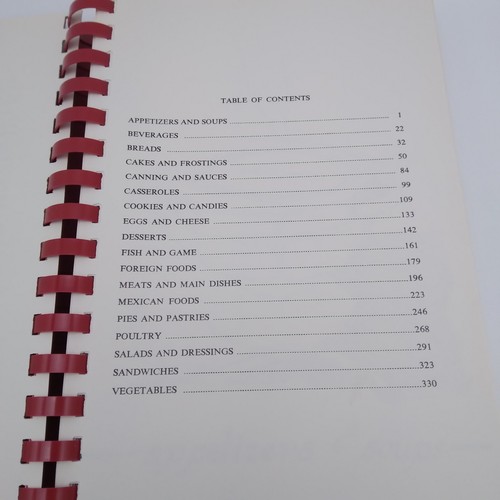 TABLE OF CONTENTS
APPETIZERS AND SOUPS 1
BEVERAGES 22
BREADS 32
CAKES AND FROSTINGS 50
CANNING AND SAUCES 84
CASSEROLES 99
COOKIES AND CANDIES 109
EGGS AND CHEESE 133
DESSERTS 142
FISH AND GAME 161
FOREIGN FOODS 179
MEATS AND MAIN DISHES 196
MEXICAN FOODS 223
PIES AND PASTRIES 246
POULTRY 268
SALADS AND DRESSINGS 291
SANDWICHES 323
VEGETABLES 330